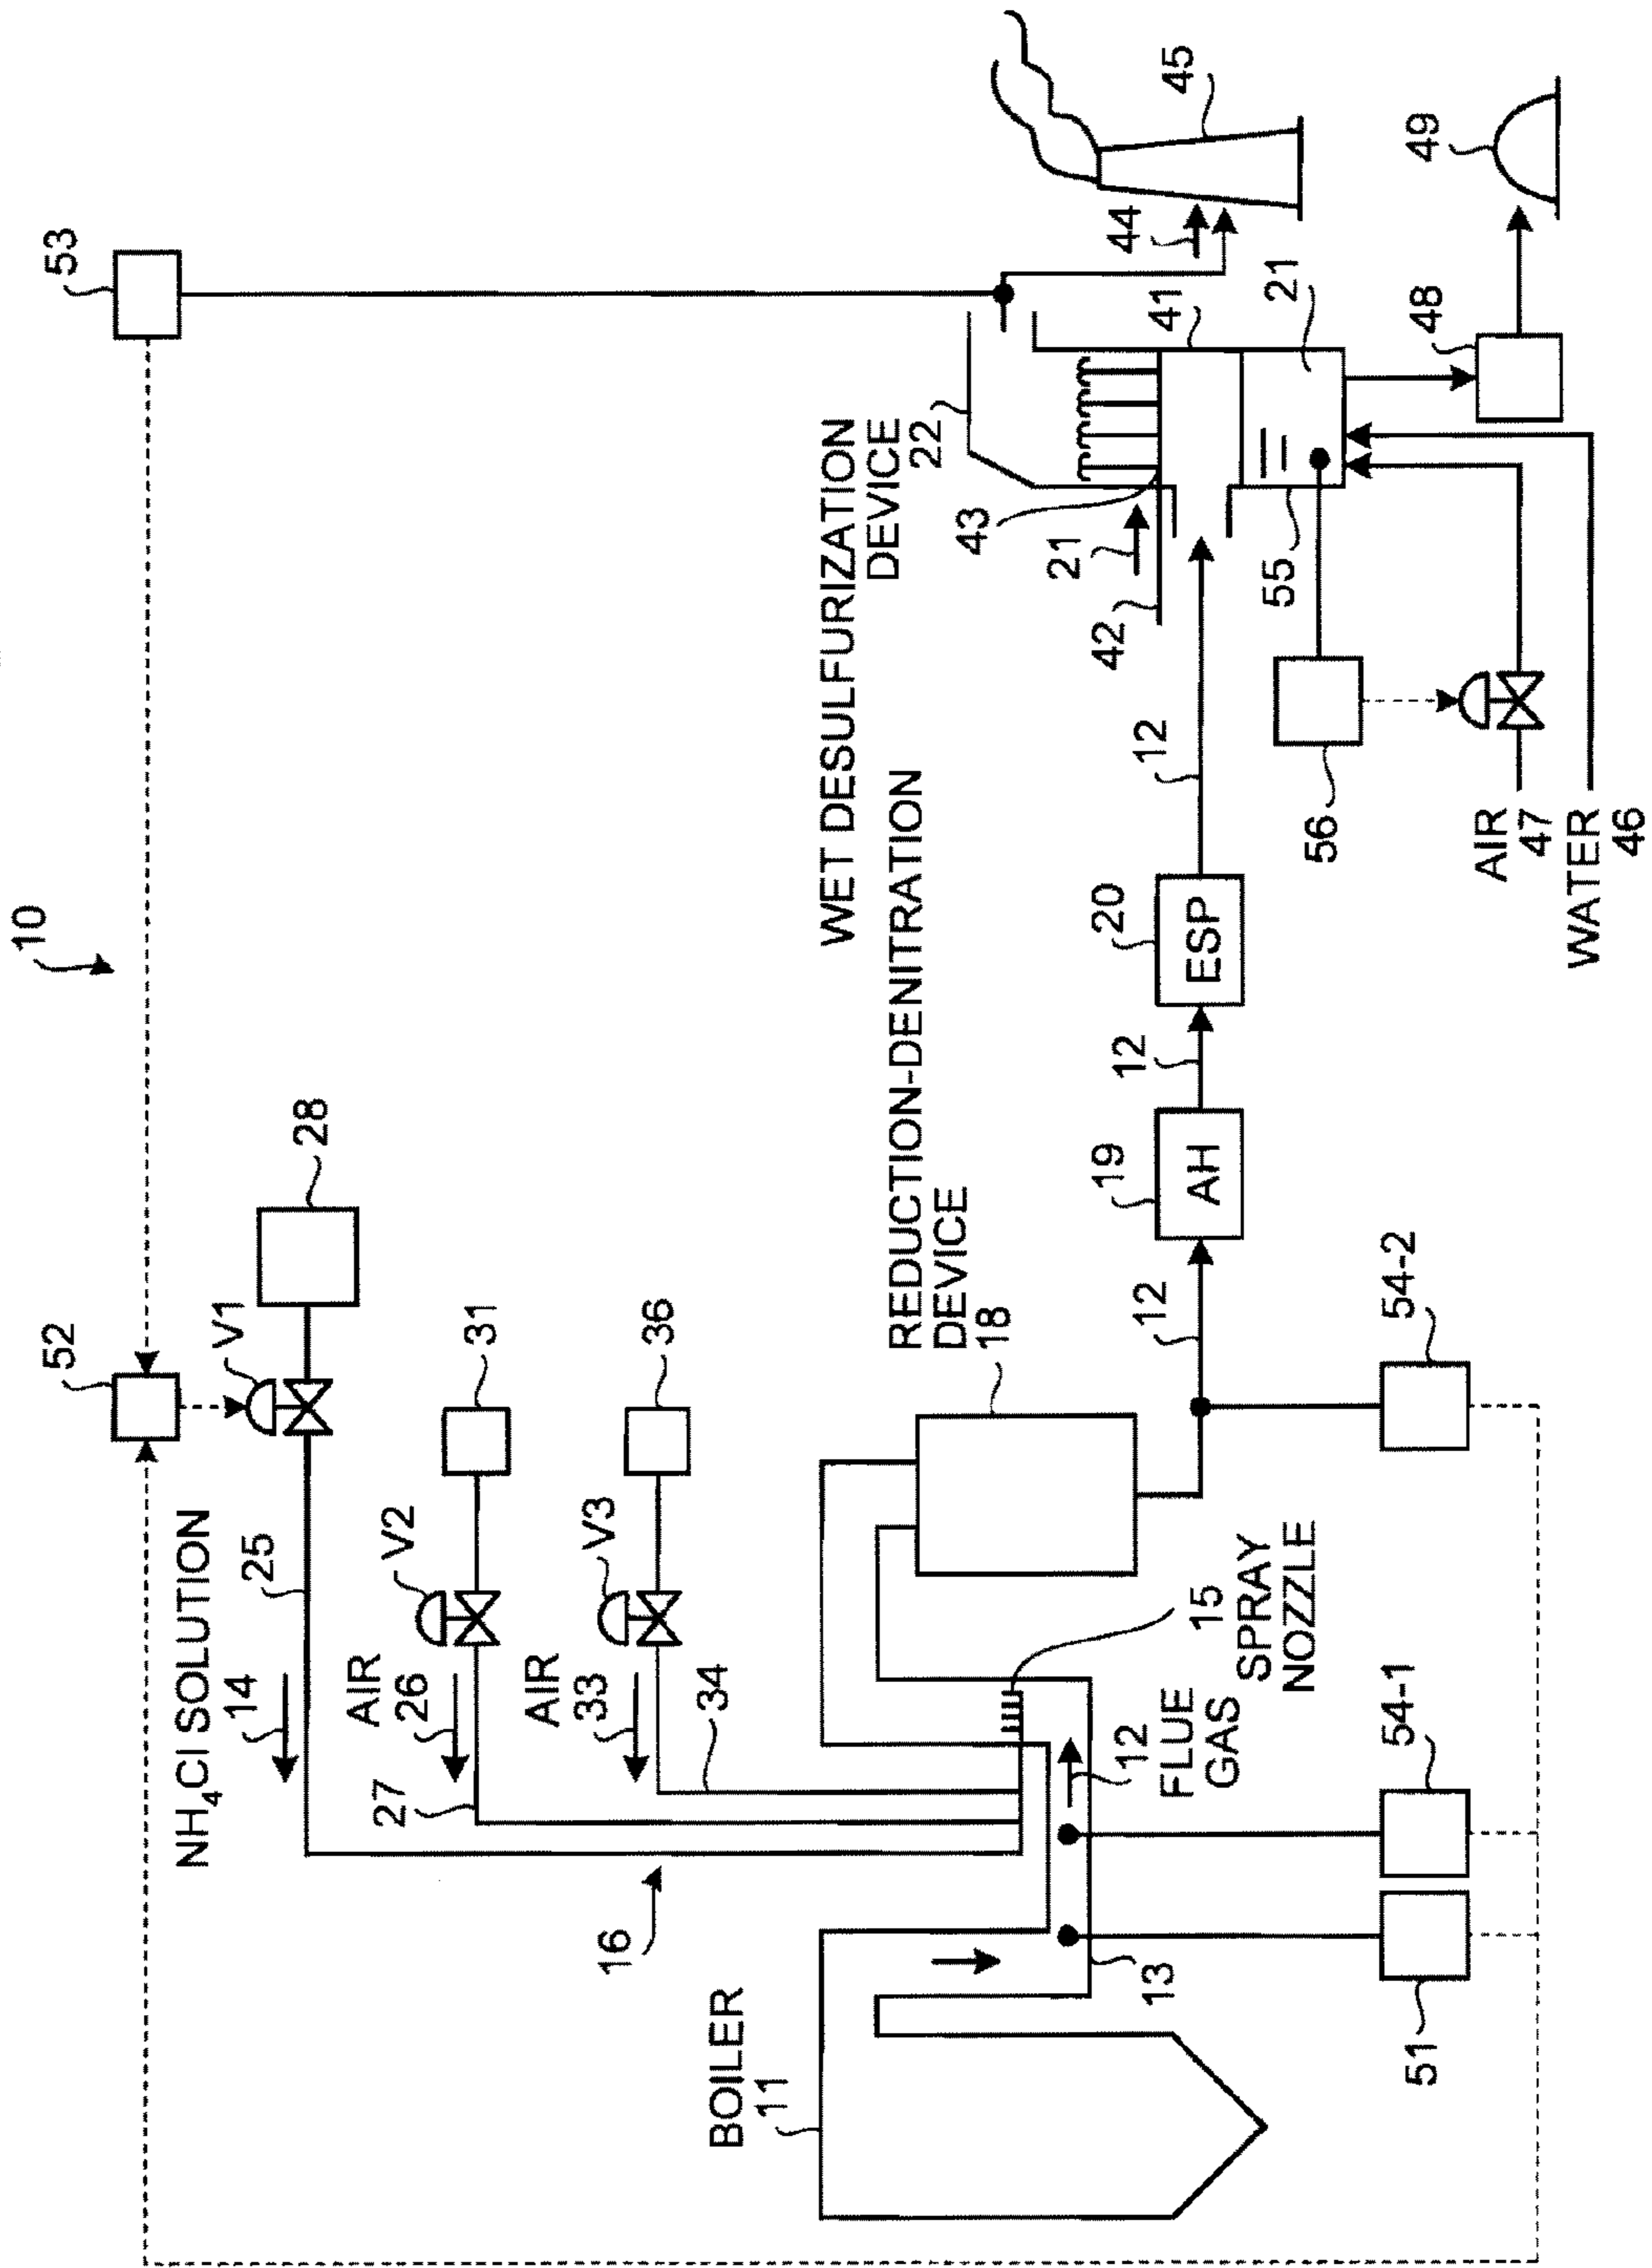 10
53
52
V1
28
NH4Cl SOLUTION
14
25
V2
31
AIR
26
27
V3
36
AIR
33
34
16
WET DESULFURIZATION
DEVICE
22
REDUCTION-DENITRATION
DEVICE
18
BOILER
11
43
21
42
41
44
45
12
FLUE
GAS
15
SPRAY
NOZZLE
13
12
19
AH
12
20
ESP
12
55
21
48
49
56
51
54-1
54-2
AIR
47
WATER
46